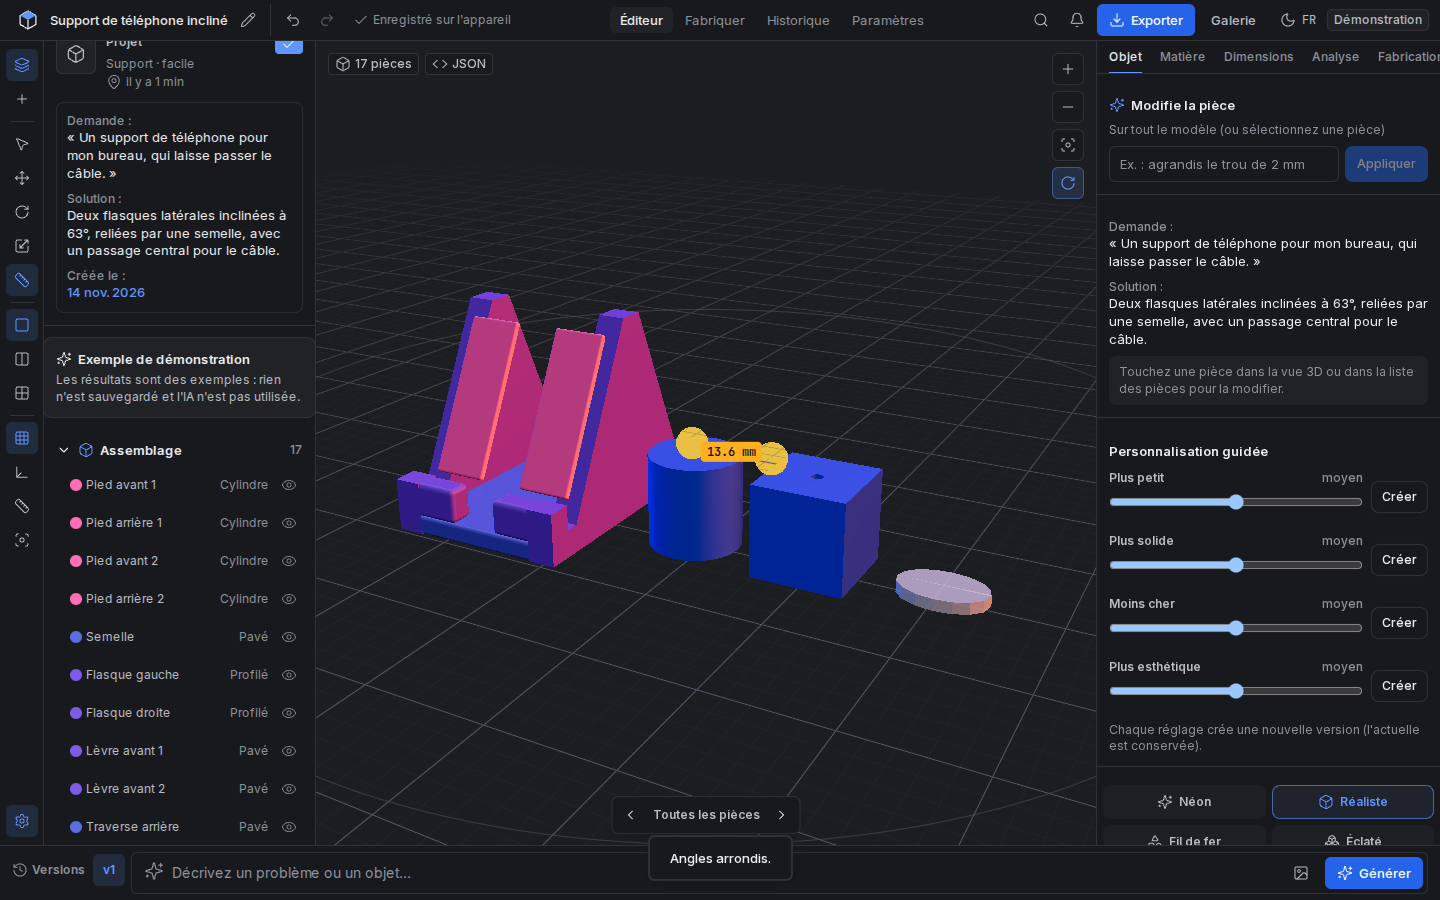 Support de téléphone incliné
Enregistré sur l'appareil
Éditeur
Fabriquer
Historique
Paramètres
Exporter
Galerie
FR
Démonstration
Projet
Support · facile
il y a 1 min
Demande :
« Un support de téléphone pour
mon bureau, qui laisse passer le
câble. »
Solution :
Deux flasques latérales inclinées à
63°, reliées par une semelle, avec
un passage central pour le câble.
Créée le :
14 nov. 2026
Exemple de démonstration
Les résultats sont des exemples : rien
n'est sauvegardé et l'IA n'est pas utilisée.
Assemblage 17
Pied avant 1 Cylindre
Pied arrière 1 Cylindre
Pied avant 2 Cylindre
Pied arrière 2 Cylindre
Semelle Pavé
Flasque gauche Profilé
Flasque droite Profilé
Lèvre avant 1 Pavé
Lèvre avant 2 Pavé
Traverse arrière Pavé
17 pièces
JSON
13.6 mm
Toutes les pièces
Angles arrondis.
Objet
Matière
Dimensions
Analyse
Fabrication
Modifie la pièce
Sur tout le modèle (ou sélectionnez une pièce)
Ex. : agrandis le trou de 2 mm
Appliquer
Demande :
« Un support de téléphone pour mon bureau, qui
laisse passer le câble. »
Solution :
Deux flasques latérales inclinées à 63°, reliées par
une semelle, avec un passage central pour le
câble.
Touchez une pièce dans la vue 3D ou dans la liste
des pièces pour la modifier.
Personnalisation guidée
Plus petit moyen
Créer
Plus solide moyen
Créer
Moins cher moyen
Créer
Plus esthétique moyen
Créer
Chaque réglage crée une nouvelle version (l'actuelle
est conservée).
Néon
Réaliste
Fil de fer
Éclaté
Versions
v1
Décrivez un problème ou un objet...
Générer